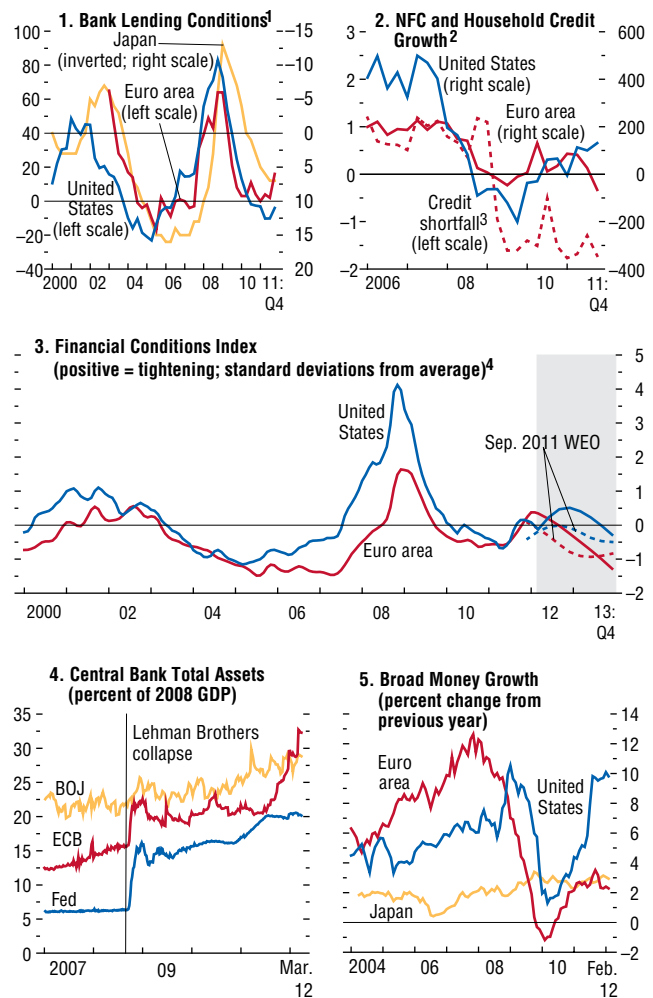 1. Bank Lending Conditions1
100
80
60
40
20
0
−20
−40
−15
−10
−5
0
5
10
15
20
Japan
(inverted; right scale)
Euro area
(left scale)
United
States
(left scale)
2000 02 04 06 08 10 11:
Q4
2. NFC and Household Credit
Growth2
3
2
1
0
−1
−2
600
400
200
0
−200
−400
United States
(right scale)
Euro area
(right scale)
Credit
shortfall3
(left scale)
2006 08 10 11:
Q4
3. Financial Conditions Index
(positive = tightening; standard deviations from average)4
5
4
3
2
1
0
−1
−2
United
States
Sep. 2011 WEO
Euro area
2000 02 04 06 08 10 12 13:
Q4
4. Central Bank Total Assets
(percent of 2008 GDP)
35
30
25
20
15
10
5
0
Lehman Brothers
collapse
BOJ
ECB
Fed
2007 09 Mar.
12
5. Broad Money Growth
(percent change from
previous year)
14
12
10
8
6
4
2
0
−2
Euro
area
United
States
Japan
2004 06 08 10 Feb.
12